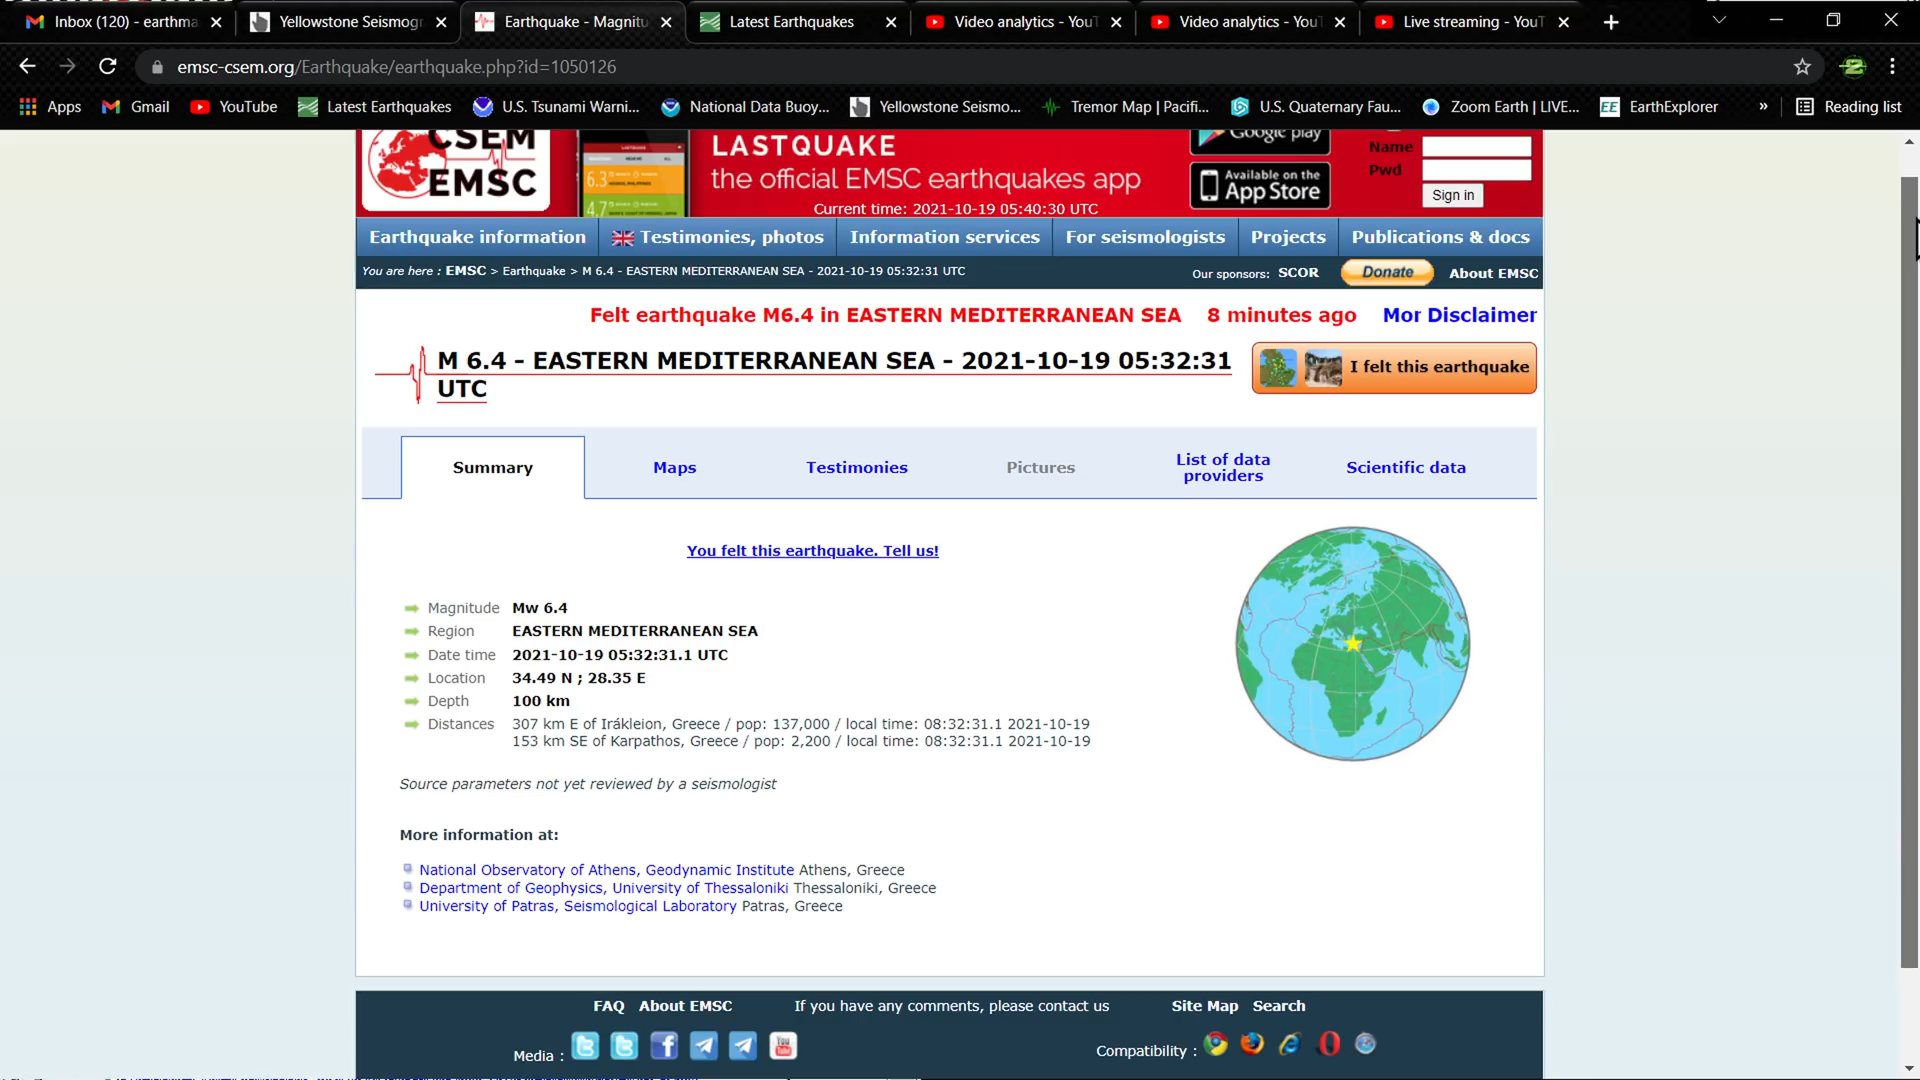 Inbox (120) - earthma
Yellowstone Seismogr
Earthquake - Magnitu
Latest Earthquakes
Video analytics - YouT
Video analytics - YouT
Live streaming - YouT
emsc-csem.org/Earthquake/earthquake.php?id=1050126
Apps
Gmail
YouTube
Latest Earthquakes
U.S. Tsunami Warni...
National Data Buoy...
Yellowstone Seismo...
Tremor Map | Pacifi...
U.S. Quaternary Fau...
Zoom Earth | LIVE...
EE EarthExplorer
»
Reading list
CSEM
EMSC
LASTQUAKE
6.3
4.7
LASTQUAKE
the official EMSC earthquakes app
Current time: 2021-10-19 05:40:30 UTC
Google play
Available on the
App Store
Name
Pwd
Sign in
Earthquake information
Testimonies, photos
Information services
For seismologists
Projects
Publications & docs
You are here : EMSC > Earthquake > M 6.4 - EASTERN MEDITERRANEAN SEA - 2021-10-19 05:32:31 UTC
Our sponsors: SCOR
Donate
About EMSC
Felt earthquake M6.4 in EASTERN MEDITERRANEAN SEA 8 minutes ago Mor Disclaimer
M 6.4 - EASTERN MEDITERRANEAN SEA - 2021-10-19 05:32:31
UTC
I felt this earthquake
Summary
Maps
Testimonies
Pictures
List of data
providers
Scientific data
You felt this earthquake. Tell us!
Magnitude Mw 6.4
Region EASTERN MEDITERRANEAN SEA
Date time 2021-10-19 05:32:31.1 UTC
Location 34.49 N ; 28.35 E
Depth 100 km
Distances 307 km E of Irákleion, Greece / pop: 137,000 / local time: 08:32:31.1 2021-10-19
153 km SE of Karpathos, Greece / pop: 2,200 / local time: 08:32:31.1 2021-10-19
Source parameters not yet reviewed by a seismologist
More information at:
National Observatory of Athens, Geodynamic Institute Athens, Greece
Department of Geophysics, University of Thessaloniki Thessaloniki, Greece
University of Patras, Seismological Laboratory Patras, Greece
FAQ About EMSC If you have any comments, please contact us Site Map Search
Media :
You Tube
Compatibility :